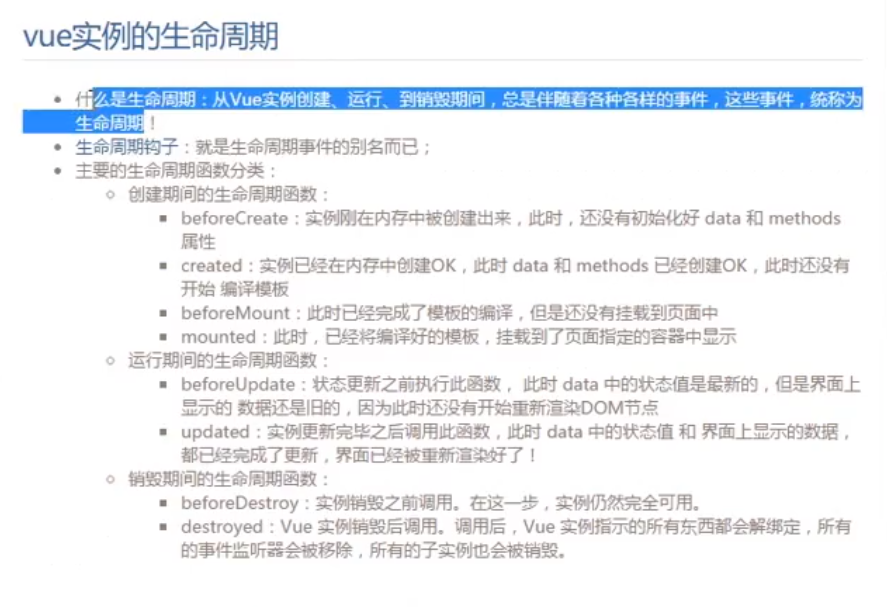 vue实例的生命周期
什么是生命周期：从Vue实例创建、运行、到销毁期间，总是伴随着各种各样的事件，这些事件，统称为
生命周期！
生命周期钩子：就是生命周期事件的别名而已；
主要的生命周期函数分类：
创建期间的生命周期函数：
beforeCreate：实例刚在内存中被创建出来，此时，还没有初始化好 data 和 methods
属性
created：实例已经在内存中创建OK，此时 data 和 methods 已经创建OK，此时还没有
开始 编译模板
beforeMount：此时已经完成了模板的编译，但是还没有挂载到页面中
mounted：此时，已经将编译好的模板，挂载到了页面指定的容器中显示
运行期间的生命周期函数：
beforeUpdate：状态更新之前执行此函数， 此时 data 中的状态值是最新的，但是界面上
显示的 数据还是旧的，因为此时还没有开始重新渲染DOM节点
updated：实例更新完毕之后调用此函数，此时 data 中的状态值 和 界面上显示的数据，
都已经完成了更新，界面已经被重新渲染好了！
销毁期间的生命周期函数：
beforeDestroy：实例销毁之前调用。在这一步，实例仍然完全可用。
destroyed：Vue 实例销毁后调用。调用后，Vue 实例指示的所有东西都会解绑定，所有
的事件监听器会被移除，所有的子实例也会被销毁。